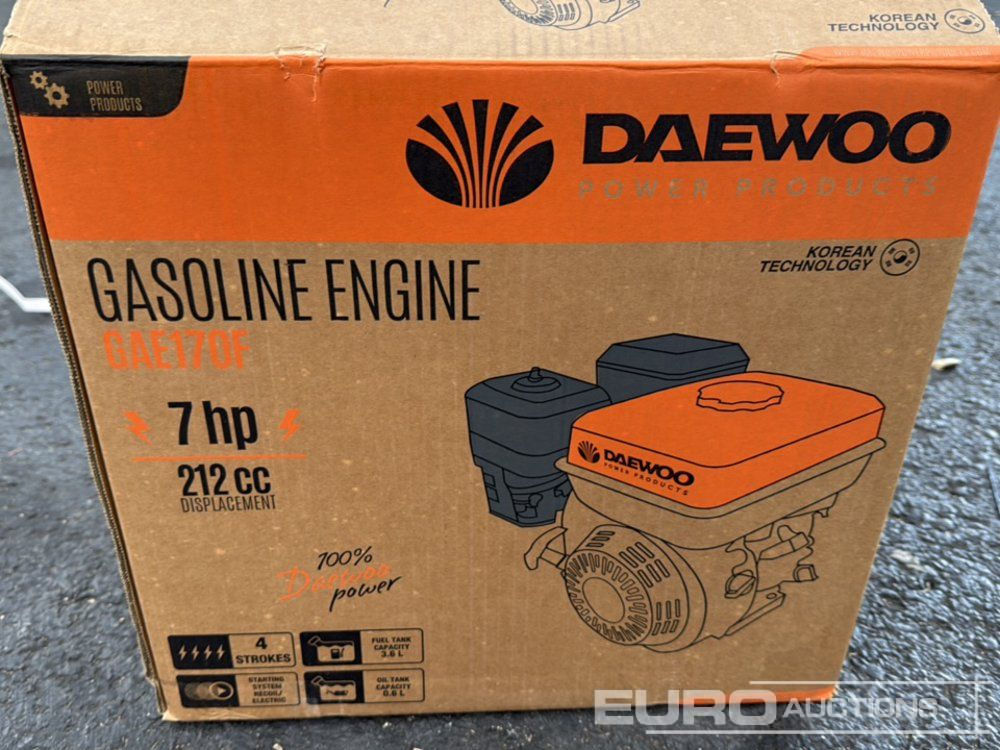 KOREAN
TECHNOLOGY
POWER
PRODUCTS
DAEWOO
POWER PRODUCTS
KOREAN
TECHNOLOGY
GASOLINE ENGINE
GAE170F
7 hp
212 cc
DISPLACEMENT
DAEWOO
POWER PRODUCTS
100%
Daewoo
power
4
STROKES
FUEL TANK
CAPACITY
3.6 L
STARTING
SYSTEM
RECOIL/
ELECTRIC
OIL TANK
CAPACITY
0.6 L
EURO AUCTIONS